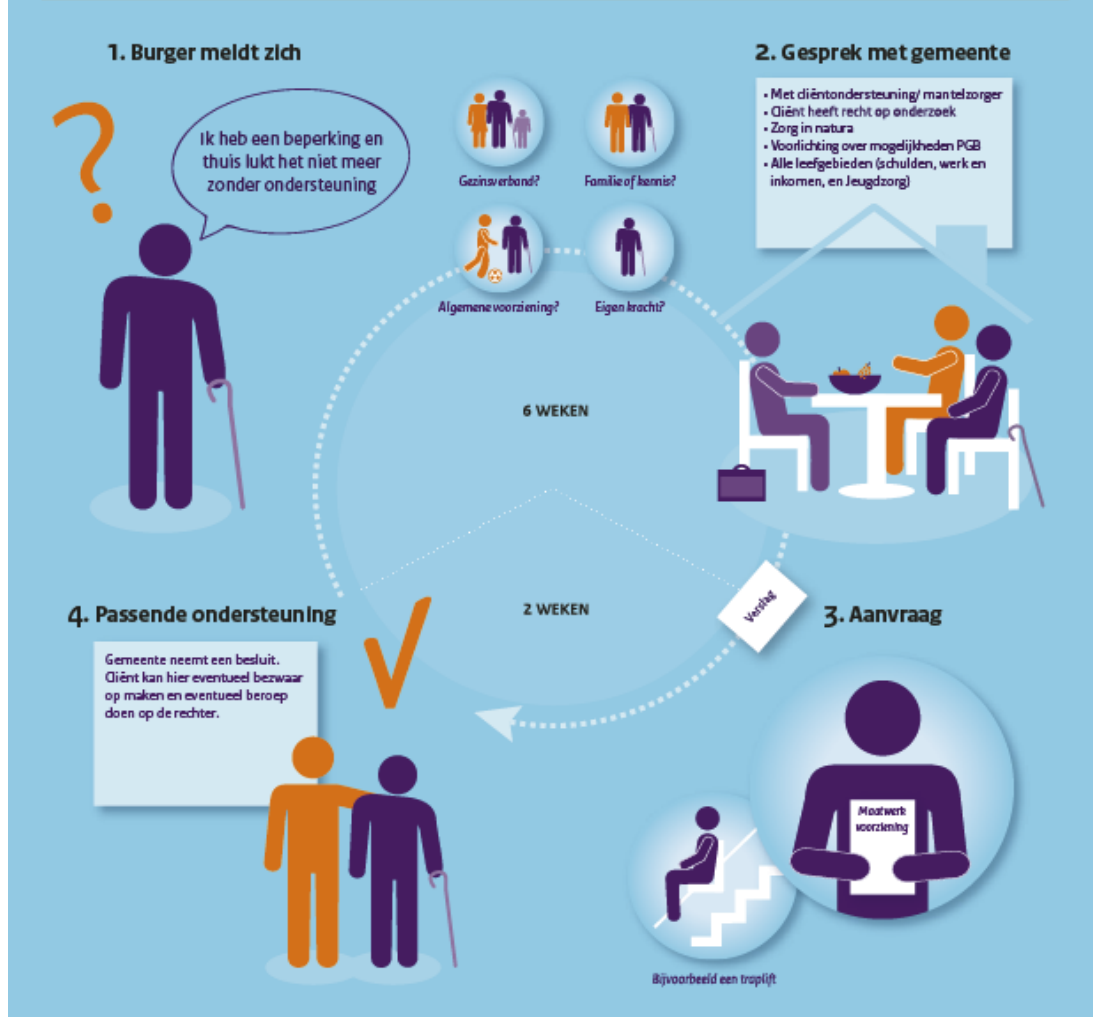 1. Burger meldt zich
Ik heb een beperking en
thuis lukt het niet meer
zonder ondersteuning
Gezinsverband?
Familie of kennis?
Algemene voorziening?
Eigen kracht?
2. Gesprek met gemeente
• Met cliëntondersteuning/ mantelzorger
• Cliënt heeft recht op onderzoek
• Zorg in natura
• Voorlichting over mogelijkheden PGB
• Alle leefgebieden (schulden, werk en
inkomen, en Jeugdzorg)
6 WEKEN
2 WEKEN
Verslag
3. Aanvraag
Maatwerk
voorziening
Bijvoorbeeld een traplift
4. Passende ondersteuning
Gemeente neemt een besluit.
Cliënt kan hier eventueel bezwaar
op maken en eventueel beroep
doen op de rechter.